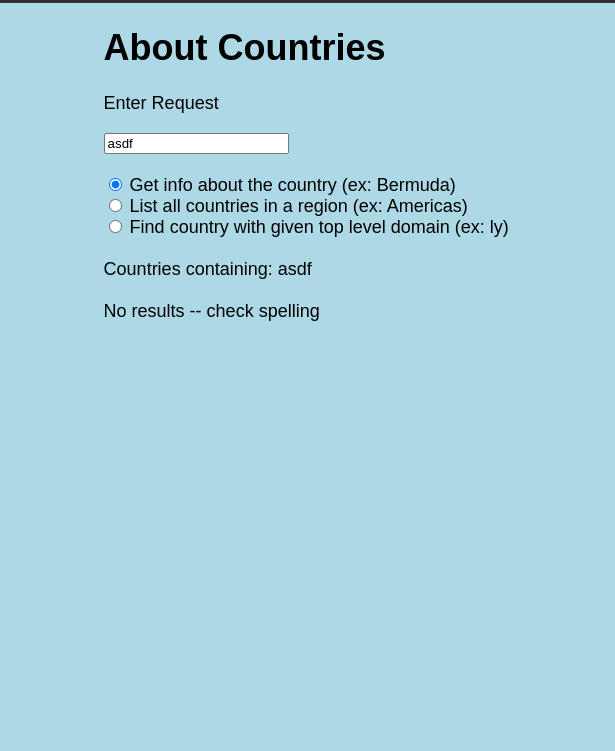 About Countries
Enter Request
asdf
Get info about the country (ex: Bermuda)
List all countries in a region (ex: Americas)
Find country with given top level domain (ex: ly)
Countries containing: asdf
No results -- check spelling